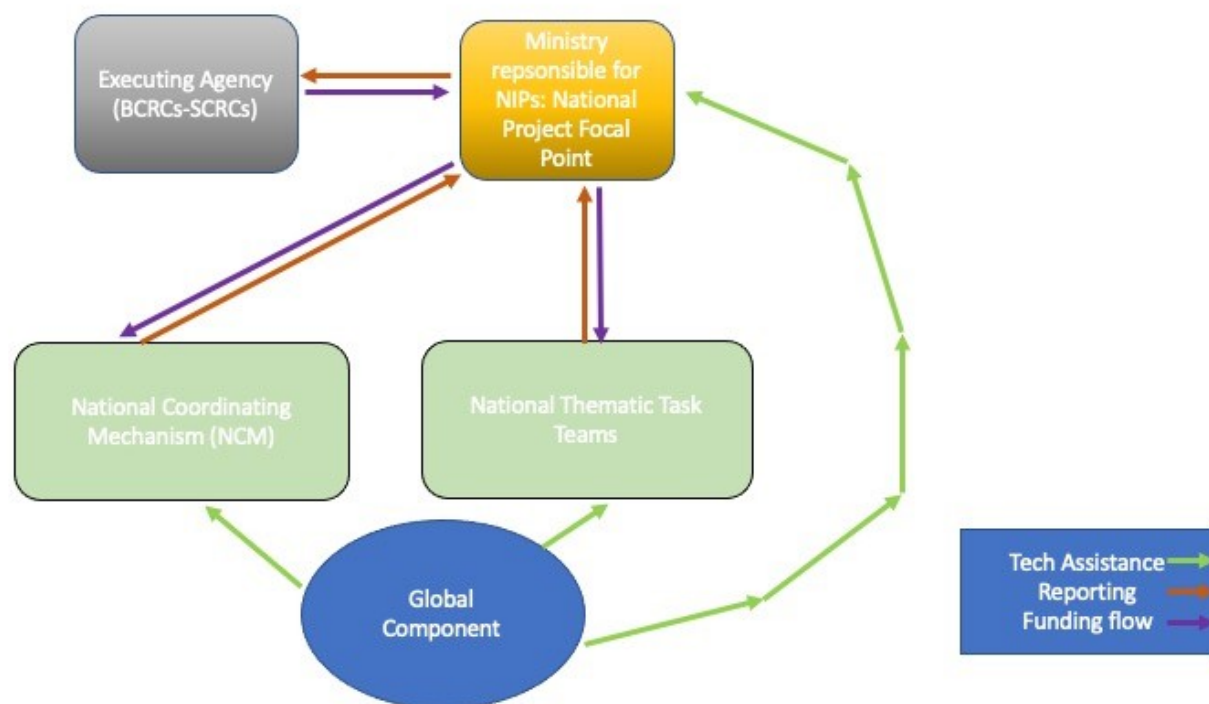 Executing Agency
(BCRCs-SCRCs)
Ministry
repsonsible for
NIPs: National
Project Focal
Point
National Coordinating
Mechanism (NCM)
National Thematic Task
Teams
Global
Component
Tech Assistance
Reporting
Funding flow